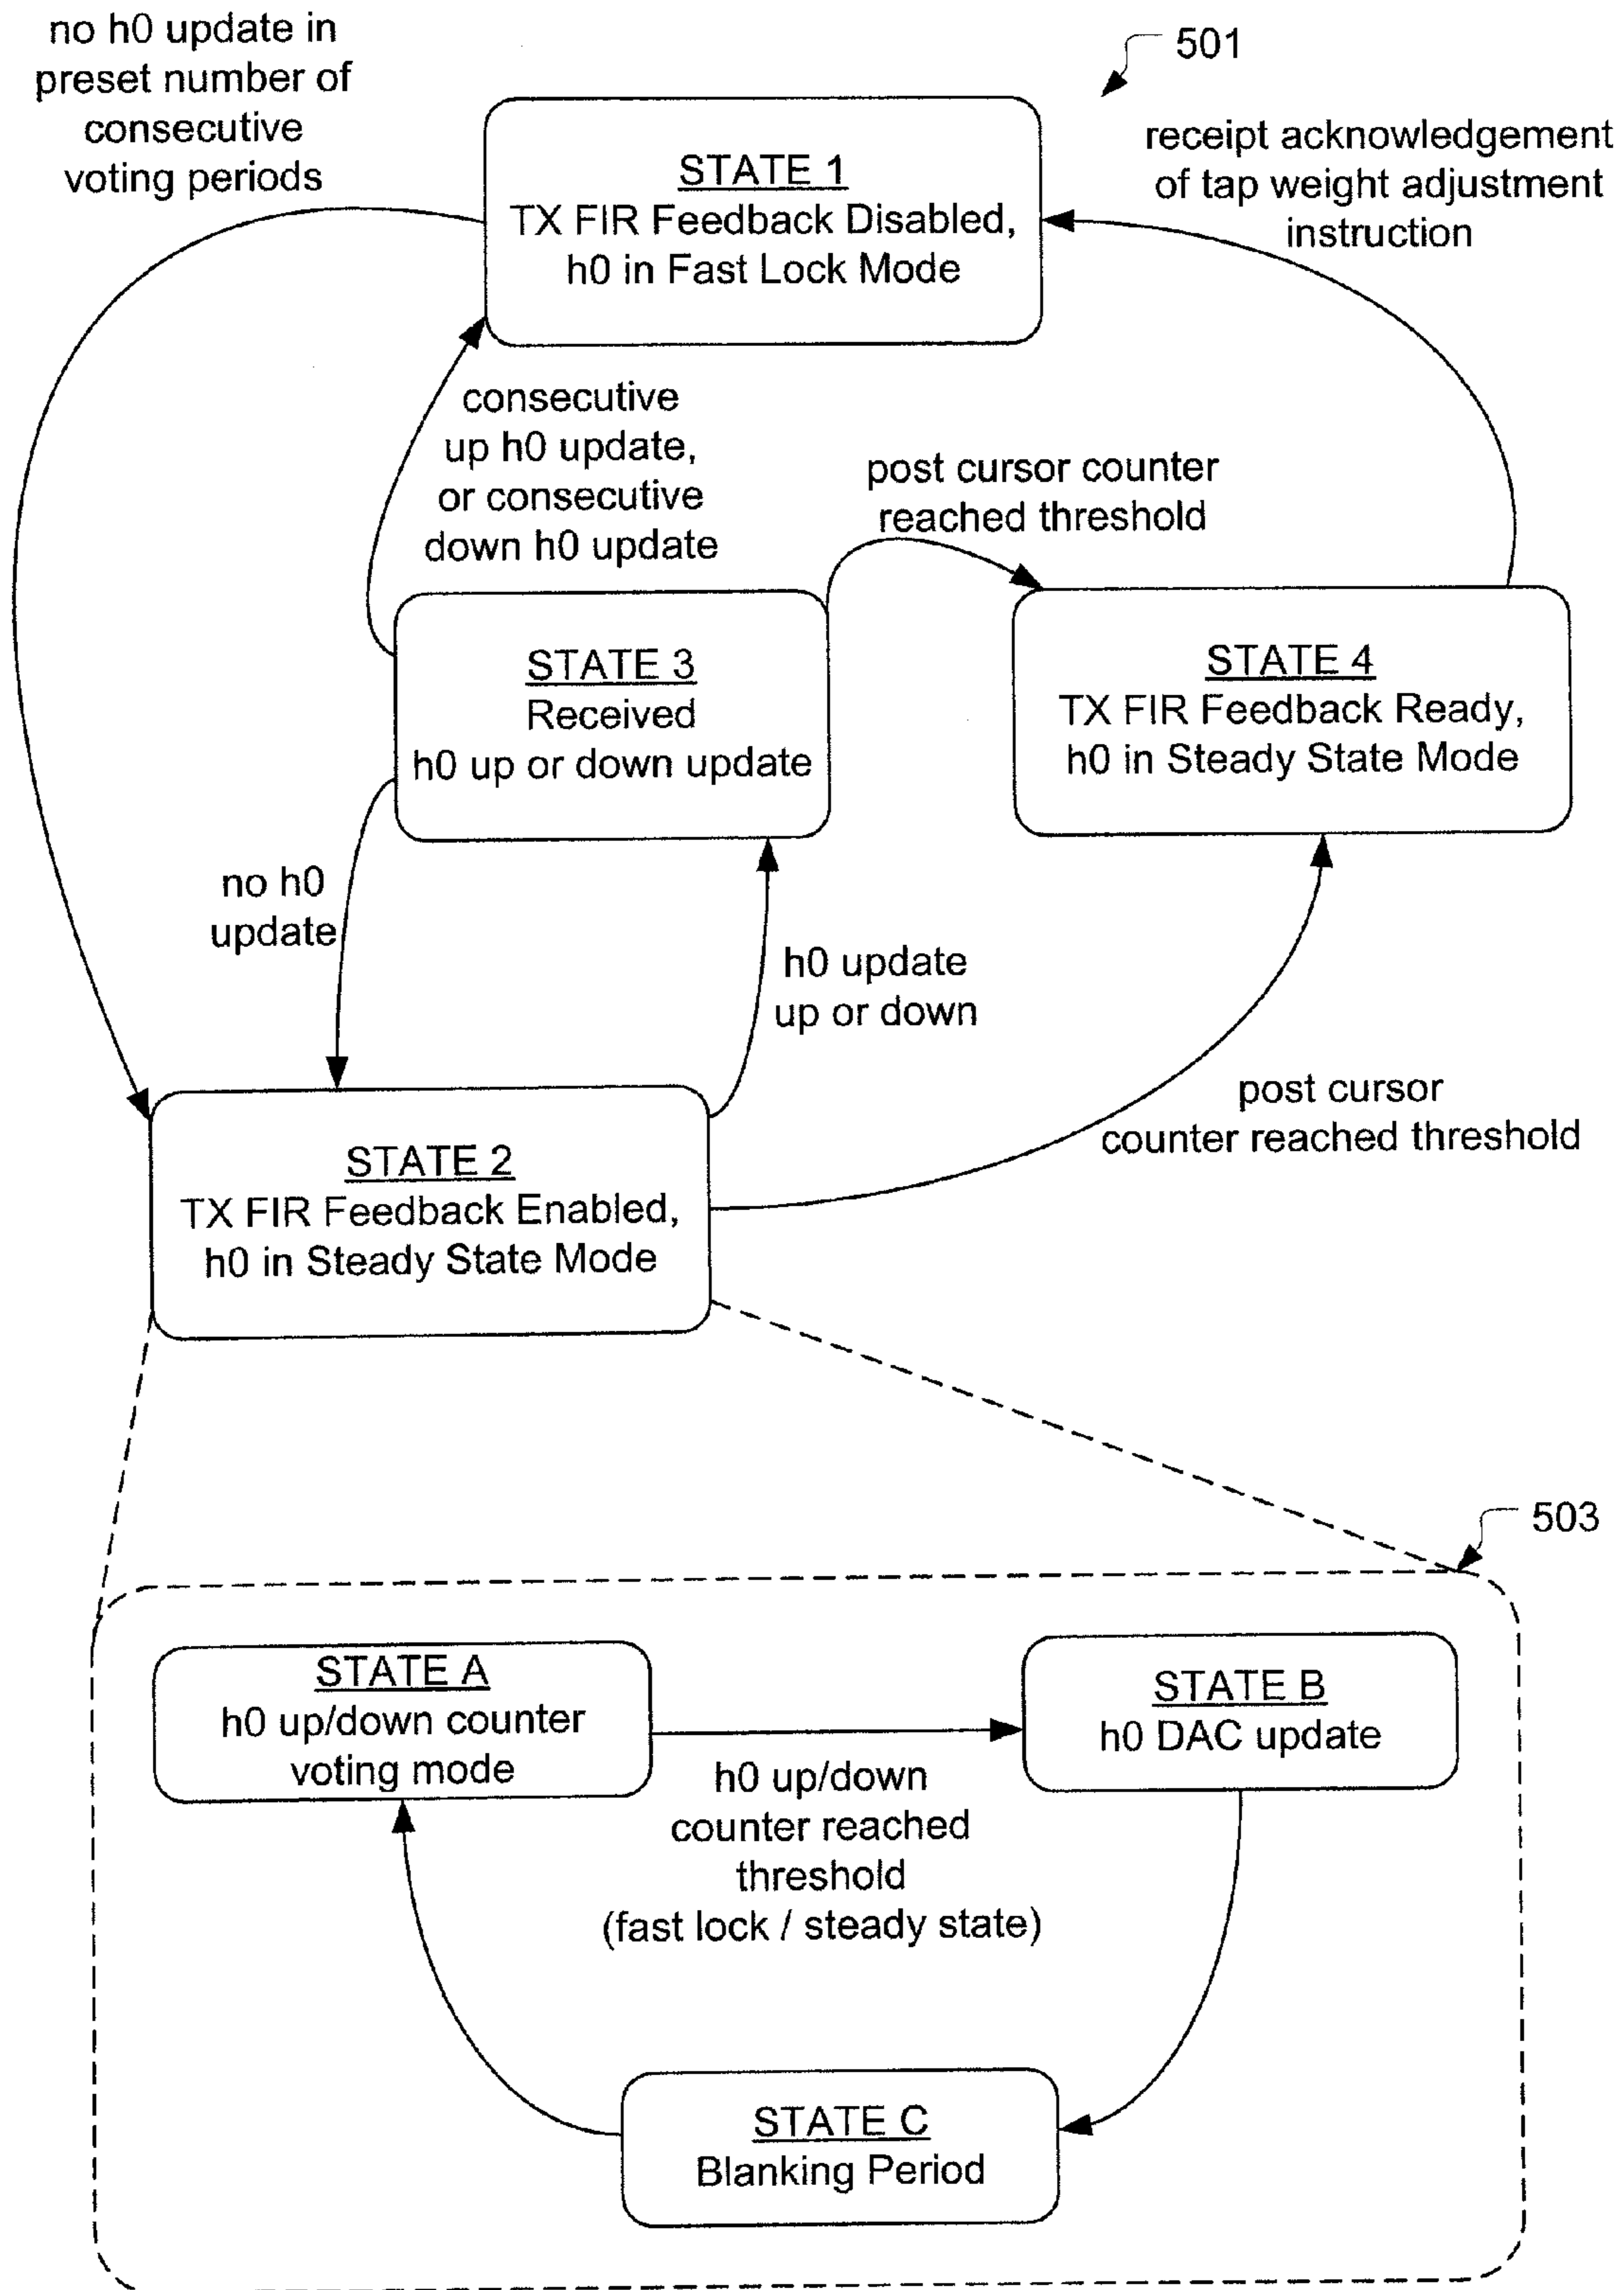 no h0 update in
preset number of
consecutive
voting periods
501
receipt acknowledgement
of tap weight adjustment
instruction
STATE 1
TX FIR Feedback Disabled,
h0 in Fast Lock Mode
consecutive
up h0 update,
or consecutive
down h0 update
post cursor counter
reached threshold
STATE 3
Received
h0 up or down update
STATE 4
TX FIR Feedback Ready,
h0 in Steady State Mode
no h0
update
h0 update
up or down
post cursor
counter reached threshold
STATE 2
TX FIR Feedback Enabled,
h0 in Steady State Mode
503
STATE A
h0 up/down counter
voting mode
STATE B
h0 DAC update
h0 up/down
counter reached
threshold
(fast lock / steady state)
STATE C
Blanking Period